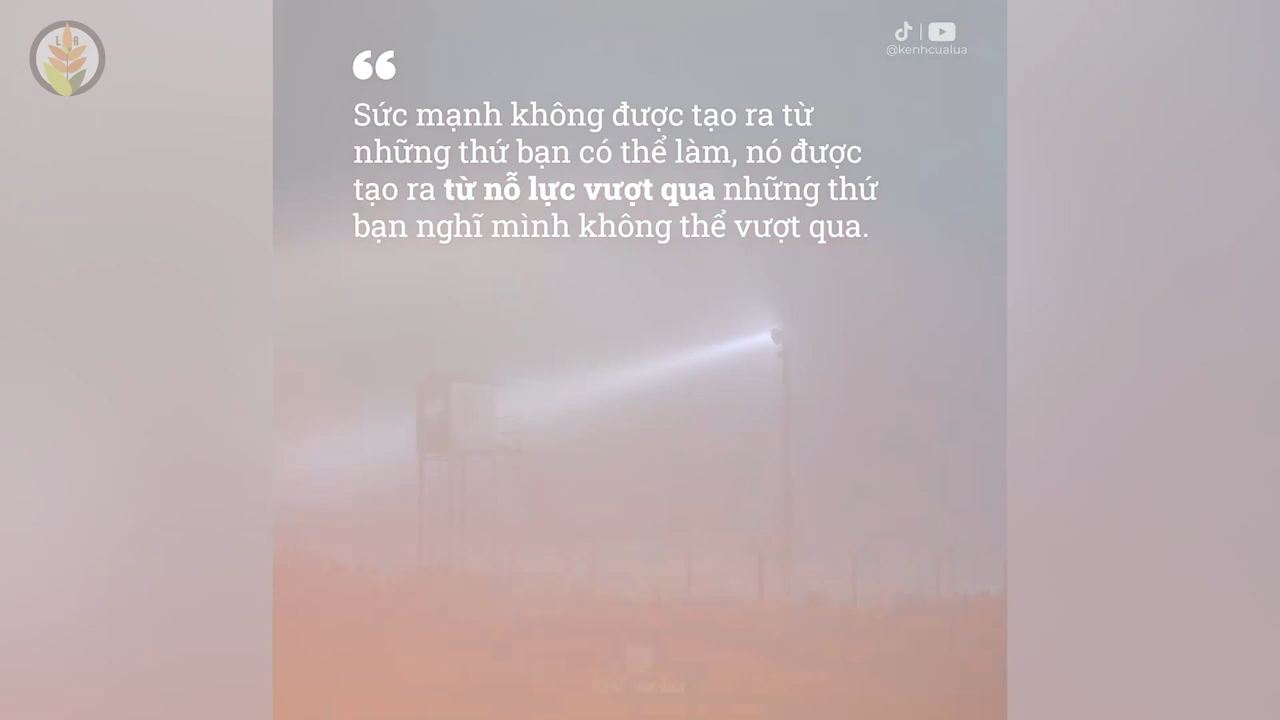 L A
@kenhcualua
“
Sức mạnh không được tạo ra từ
những thứ bạn có thể làm, nó được
tạo ra từ nỗ lực vượt qua những thứ
bạn nghĩ mình không thể vượt qua.